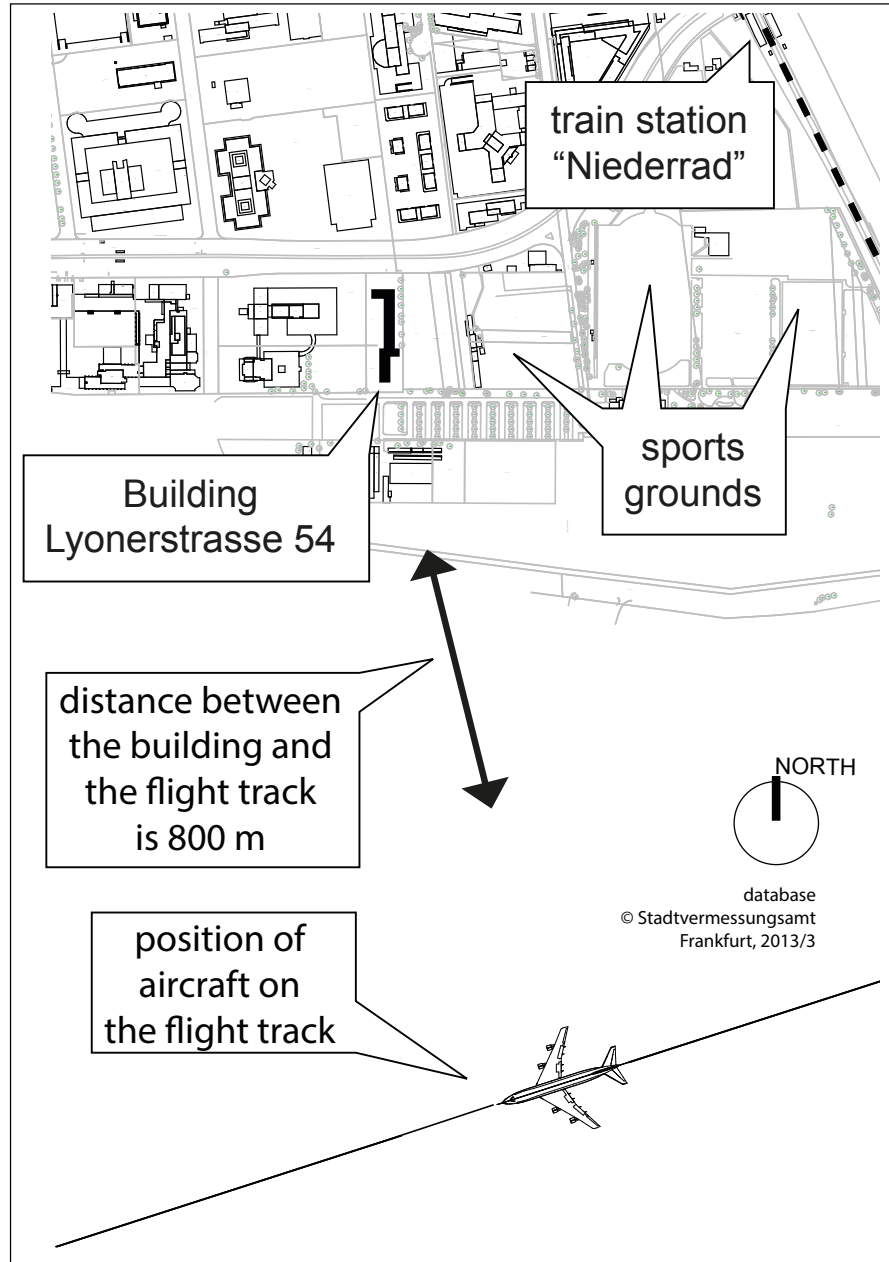 train station
“Niederrad”
Building
Lyonerstrasse 54
sports
grounds
distance between
the building and
the flight track
is 800 m
NORTH
database
© Stadtvermessungsamt
Frankfurt, 2013/3
position of
aircraft on
the flight track